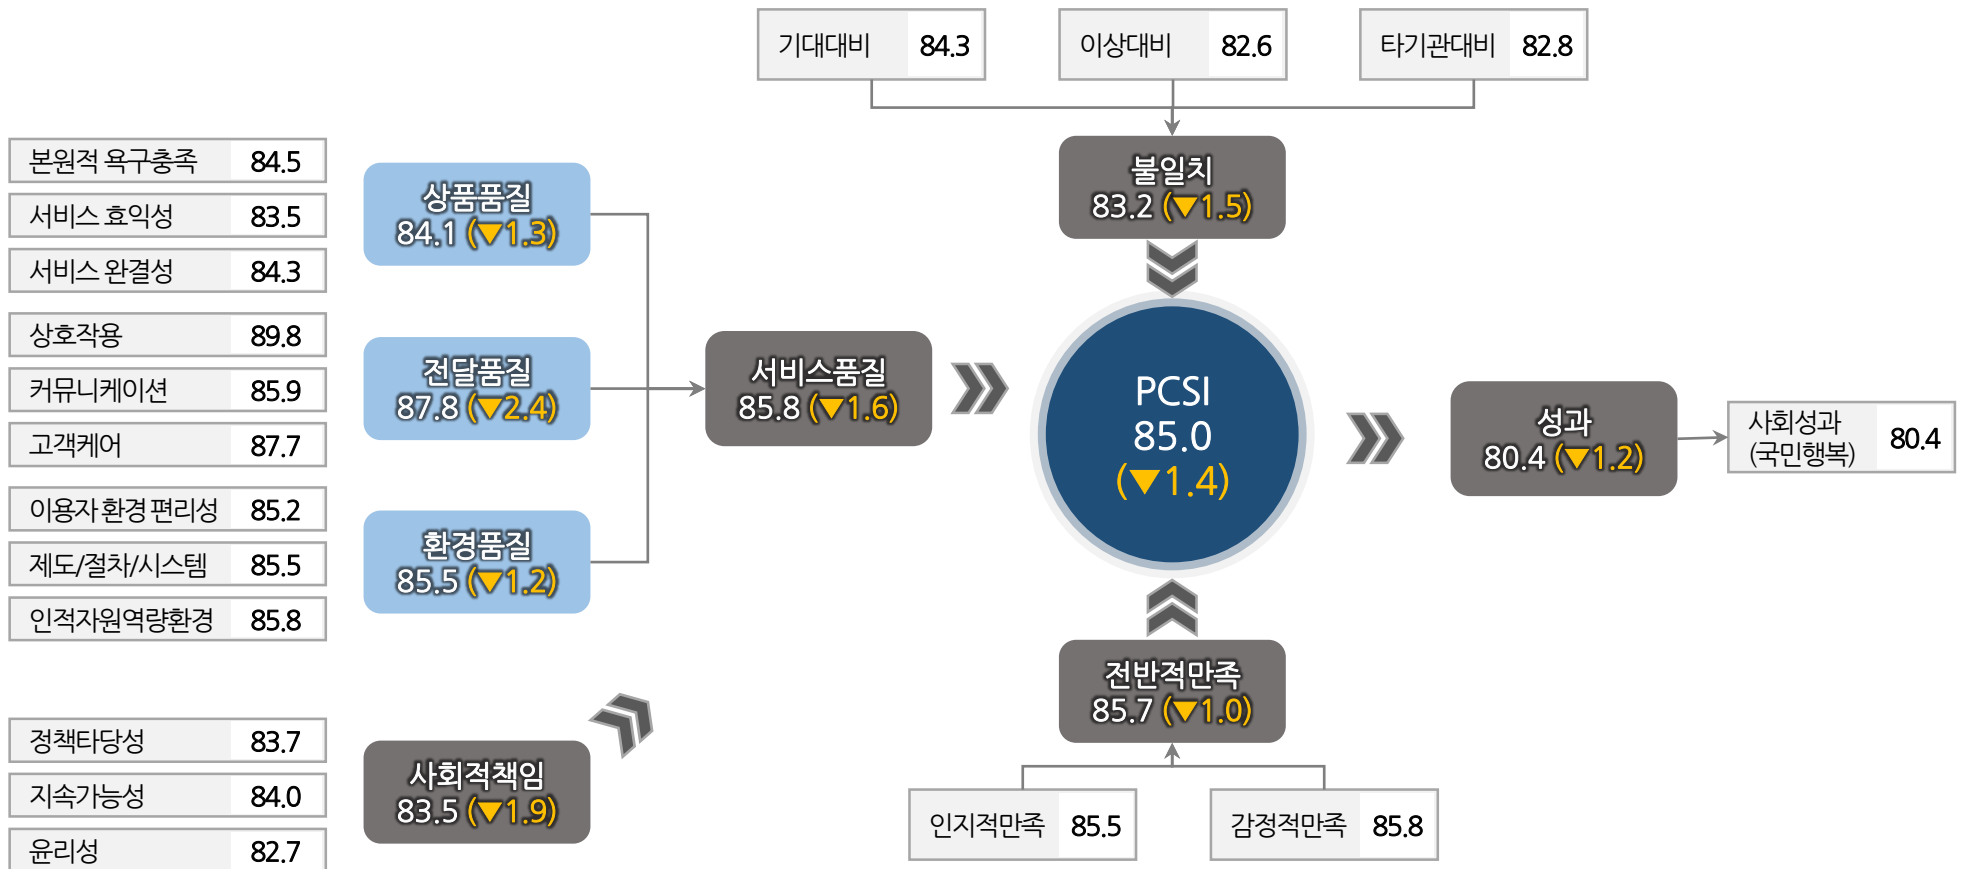 기대대비 84.3
이상대비 82.6
타기관대비 82.8
불일치
83.2 (▼1.5)
본원적 욕구충족 84.5
서비스 효익성 83.5
서비스 완결성 84.3
상품품질
84.1 (▼1.3)
상호작용 89.8
커뮤니케이션 85.9
고객케어 87.7
전달품질
87.8 (▼2.4)
이용자 환경 편리성 85.2
제도/절차/시스템 85.5
인적자원역량환경 85.8
환경품질
85.5 (▼1.2)
서비스품질
85.8 (▼1.6)
PCSI
85.0
(▼1.4)
성과
80.4 (▼1.2)
사회성과
(국민행복) 80.4
전반적만족
85.7 (▼1.0)
인지적만족 85.5
감정적만족 85.8
정책타당성 83.7
지속가능성 84.0
윤리성 82.7
사회적책임
83.5 (▼1.9)